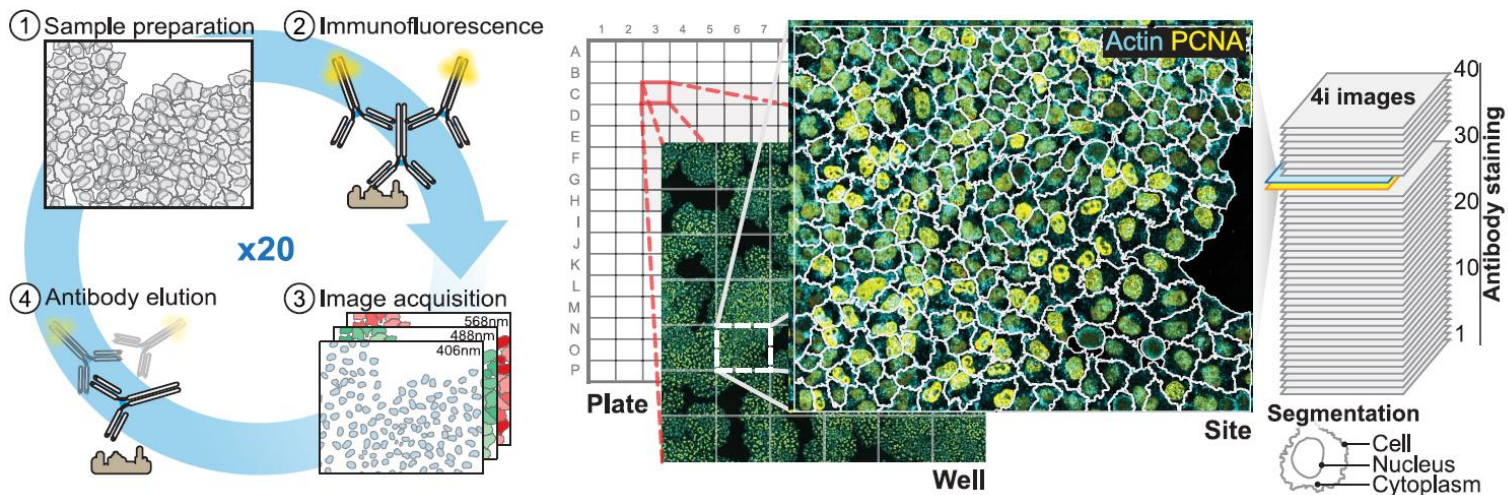 ① Sample preparation
② Immunofluorescence
x20
④ Antibody elution
③ Image acquisition
568nm
488nm
406nm
1 2 3 4 5 6 7
A
B
C
D
E
F
G
H
I
J
K
L
M
N
O
P
Plate
Well
Actin PCNA
Site
4i images
40
30
20
10
1
Antibody staining
Segmentation
Cell
Nucleus
Cytoplasm